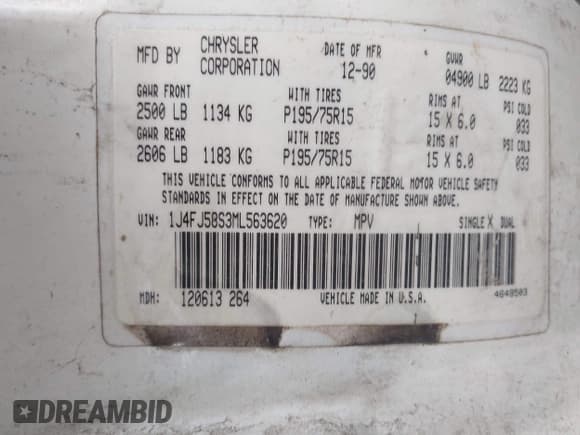 MFD BY CHRYSLER CORPORATION DATE OF MFR 12-90 GVWR 04900 LB 2223 KG
GAWR FRONT WITH TIRES RIMS AT PSI COLD
2500 LB 1134 KG P195/75R15 15 X 6.0 033
GAWR REAR WITH TIRES RIMS AT PSI COLD
2606 LB 1183 KG P195/75R15 15 X 6.0 033
THIS VEHICLE CONFORMS TO ALL APPLICABLE FEDERAL MOTOR VEHICLE SAFETY
STANDARDS IN EFFECT ON THE DATE OF MANUFACTURE SHOWN ABOVE.
VIN: 1J4FJ58S3ML563620 TYPE: MPV SINGLE X DUAL
MDH: 120613 264 VEHICLE MADE IN U.S.A. 4648503
DREAMBID